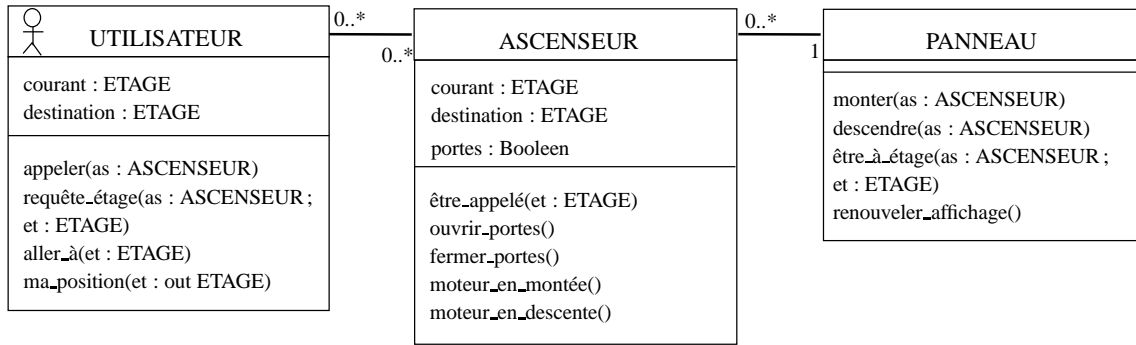 UTILISATEUR
courant : ETAGE
destination : ETAGE
appeler(as : ASCENSEUR)
requête_étage(as : ASCENSEUR ;
et : ETAGE)
aller_à(et : ETAGE)
ma_position(et : out ETAGE)
0..*
0..*
ASCENSEUR
courant : ETAGE
destination : ETAGE
portes : Booleen
être_appelé(et : ETAGE)
ouvrir_portes()
fermer_portes()
moteur_en_montée()
moteur_en_descente()
0..*
1
PANNEAU
monter(as : ASCENSEUR)
descendre(as : ASCENSEUR)
être_à_étage(as : ASCENSEUR ;
et : ETAGE)
renouveler_affichage()